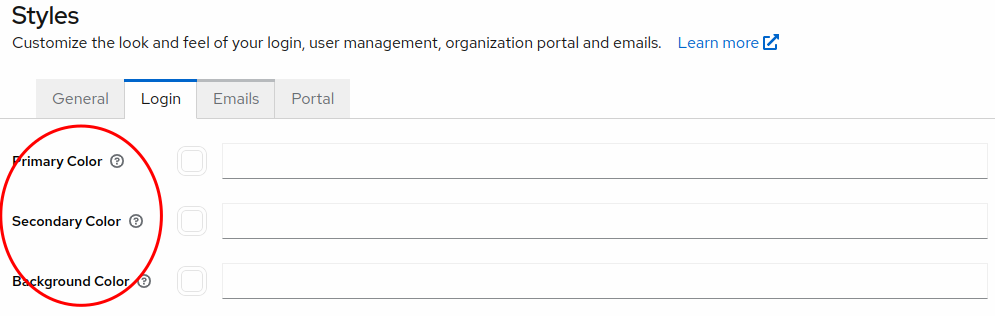 Styles
Customize the look and feel of your login, user management, organization portal and emails. Learn more
General Login Emails Portal
Primary Color
Secondary Color
Background Color